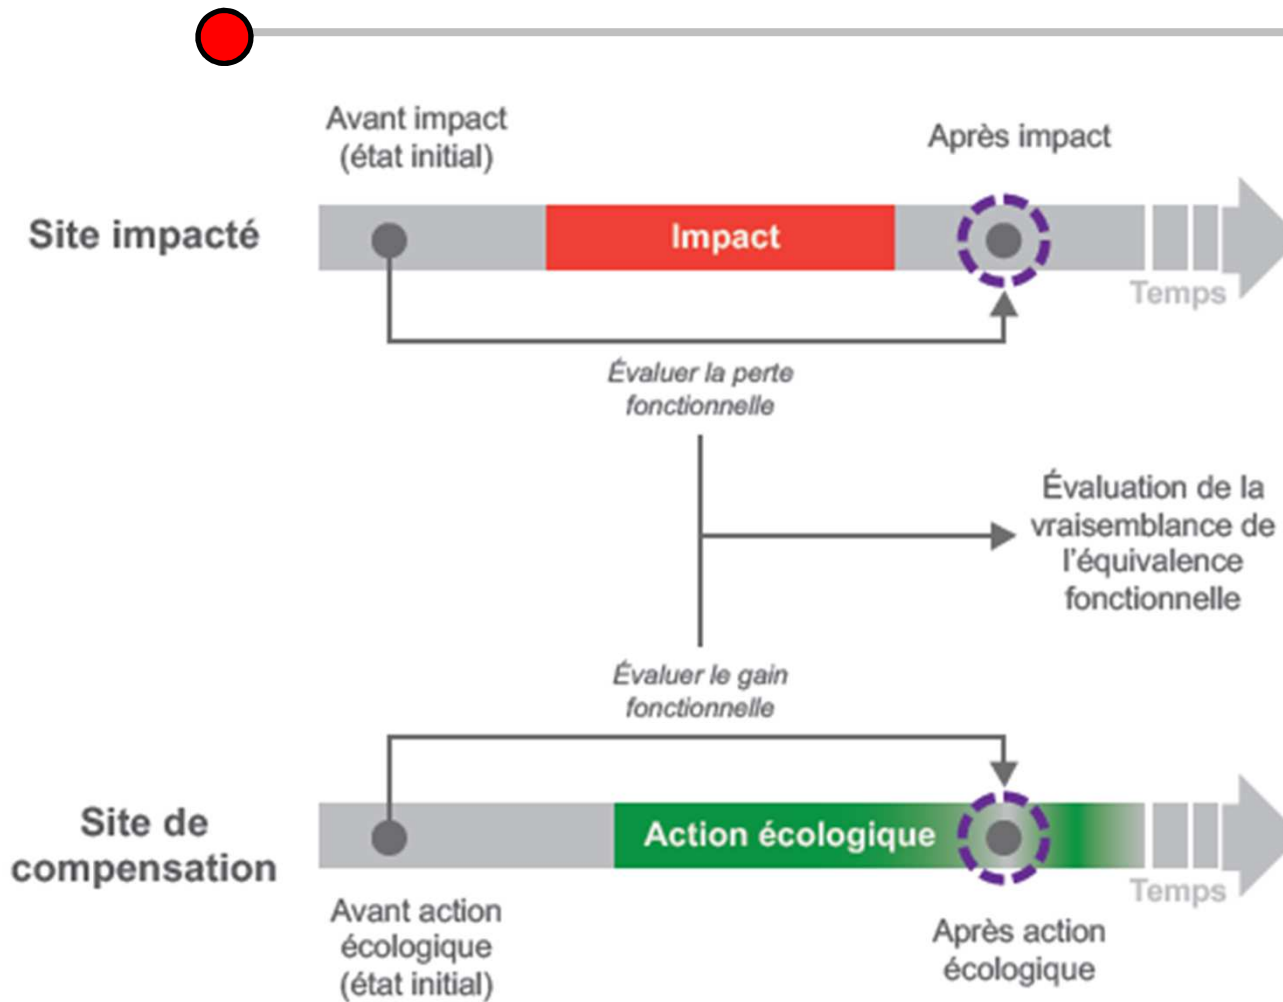 Avant impact
(état initial)
Après impact
Site impacté
Impact
Temps
Évaluer la perte
fonctionnelle
Évaluation de la
vraisemblance de
l'équivalence
fonctionnelle
Évaluer le gain
fonctionnelle
Site de
compensation
Action écologique
Temps
Avant action
écologique
(état initial)
Après action
écologique